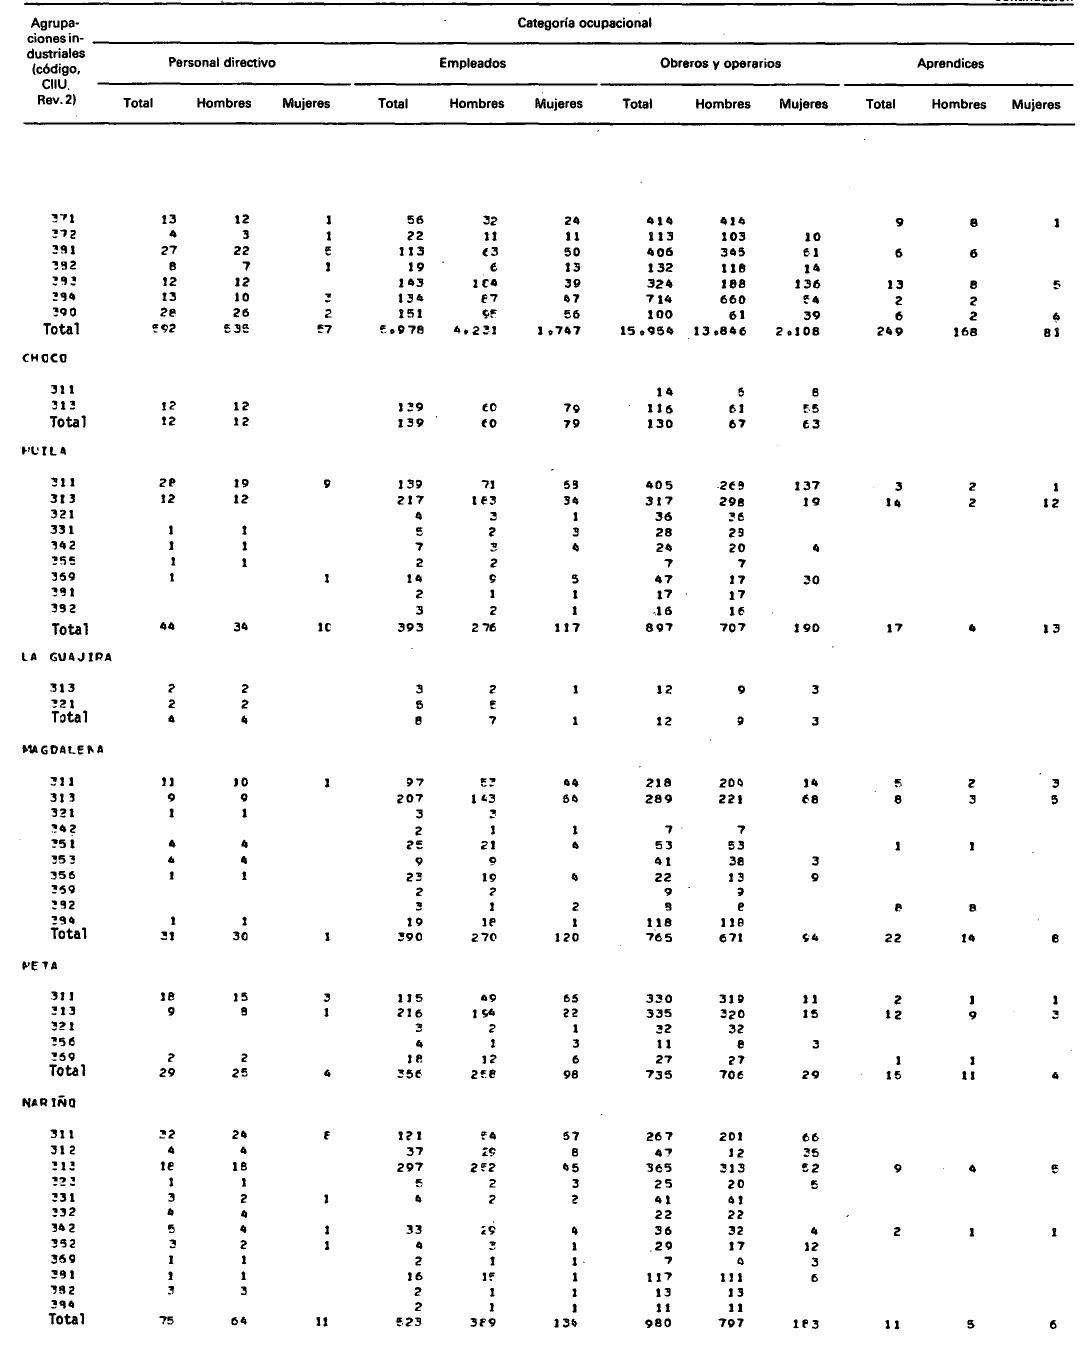 Agrupa-
ciones in-
dustriales
(código,
CIIU,
Rev. 2)
Categoría ocupacional
Personal directivo Empleados Obreros y operarios Aprendices
Total Hombres Mujeres Total Hombres Mujeres Total Hombres Mujeres Total Hombres Mujeres
371 13 12 1 56 32 24 414 414 9 8 1
372 4 3 1 22 11 11 113 103 10
391 27 22 5 113 63 50 406 345 61 6 6
392 8 7 1 19 6 13 132 118 14
393 12 12 143 104 39 324 188 136 13 8 5
394 13 10 3 134 87 47 714 660 54 2 2
390 28 26 2 151 95 56 100 61 39 6 2 4
Total 592 535 57 5.978 4.231 1.747 15.954 13.846 2.108 249 168 81
CHOCO
311 14 6 8
313 12 12 139 60 79 116 61 55
Total 12 12 139 60 79 130 67 63
HUILA
311 28 19 9 139 71 68 405 268 137 3 2 1
313 12 12 217 183 34 317 298 19 14 2 12
321 4 3 1 36 36
331 1 1 5 2 3 28 28
342 1 1 7 3 4 24 20 4
355 1 1 2 2 7 7
369 1 1 14 9 5 47 17 30
391 2 1 1 17 17
392 3 2 1 16 16
Total 44 34 10 393 276 117 897 707 190 17 4 13
LA GUAJIRA
313 2 2 3 2 1 12 9 3
321 2 2 5 5
Total 4 4 8 7 1 12 9 3
MAGDALENA
311 11 10 1 97 53 44 218 204 14 5 2 3
313 9 9 207 143 64 289 221 68 8 3 5
321 1 1 3 3
342 2 1 1 7 7
351 4 4 25 21 4 53 53 1 1
353 4 4 9 9 41 38 3
356 1 1 23 19 4 22 13 9
369 2 2 9 9
392 3 1 2 8 8 8 8
394 1 1 19 18 1 118 118
Total 31 30 1 390 270 120 765 671 94 22 14 8
META
311 18 15 3 115 49 66 330 319 11 2 1 1
313 9 8 1 216 194 22 335 320 15 12 9 3
321 3 2 1 32 32
356 4 1 3 11 8 3
369 2 2 18 12 6 27 27 1 1
Total 29 25 4 356 258 98 735 706 29 15 11 4
NARIÑO
311 32 24 8 121 64 57 267 201 66
312 4 4 37 29 8 47 12 35
313 18 18 297 252 45 365 313 52 9 4 5
323 1 1 5 2 3 25 20 5
331 3 2 1 4 2 2 41 41
332 4 4 22 22
342 5 4 1 33 29 4 36 32 4 2 1 1
352 3 2 1 4 3 1 29 17 12
369 1 1 2 1 1 7 4 3
381 1 1 16 15 1 117 111 6
382 3 3 2 1 1 13 13
384 2 1 1 11 11
Total 75 64 11 523 389 134 980 797 183 11 5 6